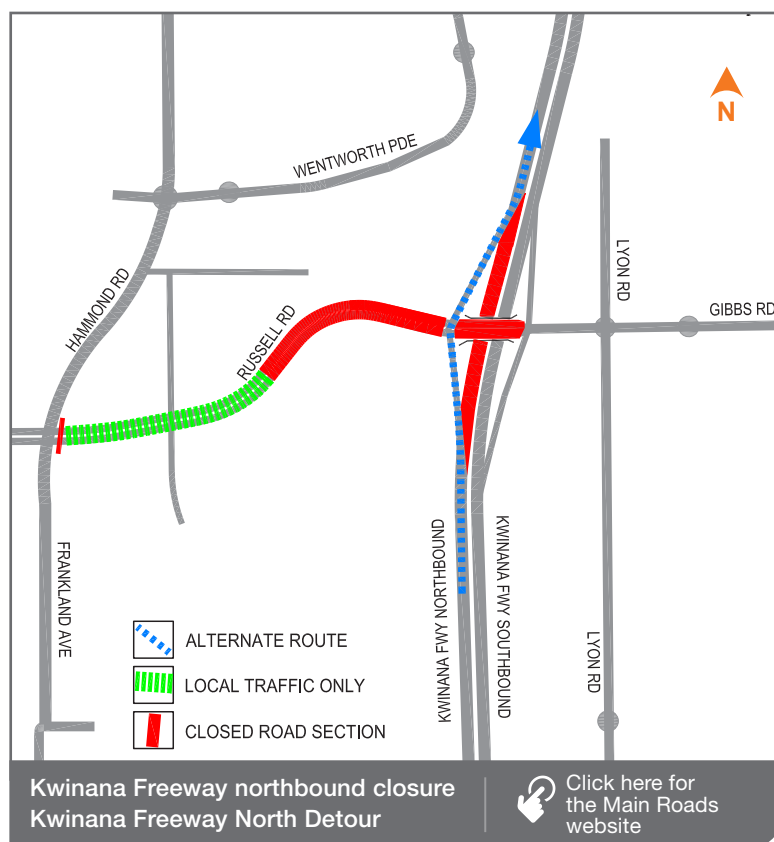 N
WENTWORTH PDE
HAMMOND RD
RUSSELL RD
LYON RD
GIBBS RD
FRANKLAND AVE
KWINANA FWY NORTHBOUND
KWINANA FWY SOUTHBOUND
LYON RD
ALTERNATE ROUTE
LOCAL TRAFFIC ONLY
CLOSED ROAD SECTION
Kwinana Freeway northbound closure
Kwinana Freeway North Detour
Click here for
the Main Roads
website